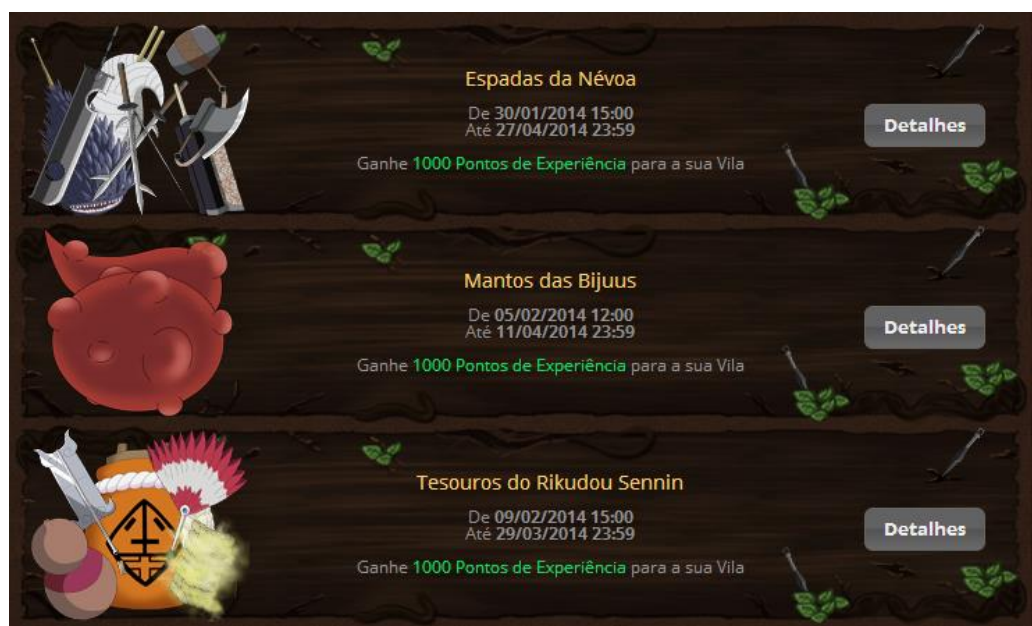 Espadas da Névoa
De 30/01/2014 15:00
Até 27/04/2014 23:59
Detalhes
Ganhe 1000 Pontos de Experiência para a sua Vila
Mantos das Bijuus
De 05/02/2014 12:00
Até 11/04/2014 23:59
Detalhes
Ganhe 1000 Pontos de Experiência para a sua Vila
Tesouros do Rikudou Sennin
De 09/02/2014 15:00
Até 29/03/2014 23:59
Detalhes
Ganhe 1000 Pontos de Experiência para a sua Vila